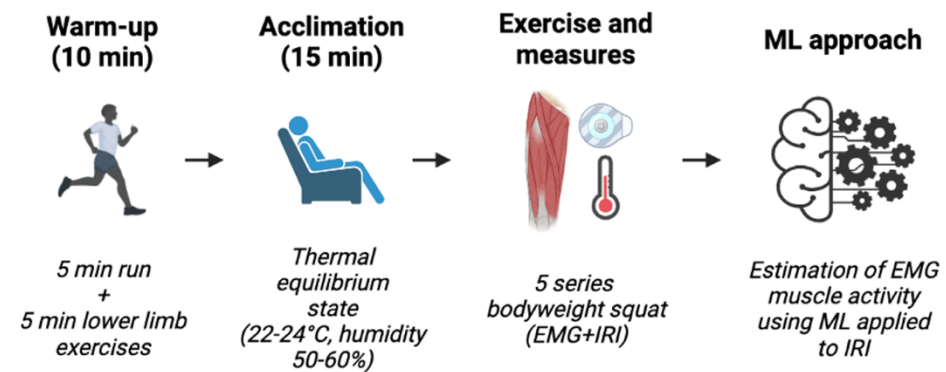 Warm-up
(10 min)
5 min run
+
5 min lower limb
exercises
Acclimation
(15 min)
Thermal
equilibrium
state
(22-24°C, humidity
50-60%)
Exercise and
measures
5 series
bodyweight squat
(EMG+IRI)
ML approach
Estimation of EMG
muscle activity
using ML applied
to IRI